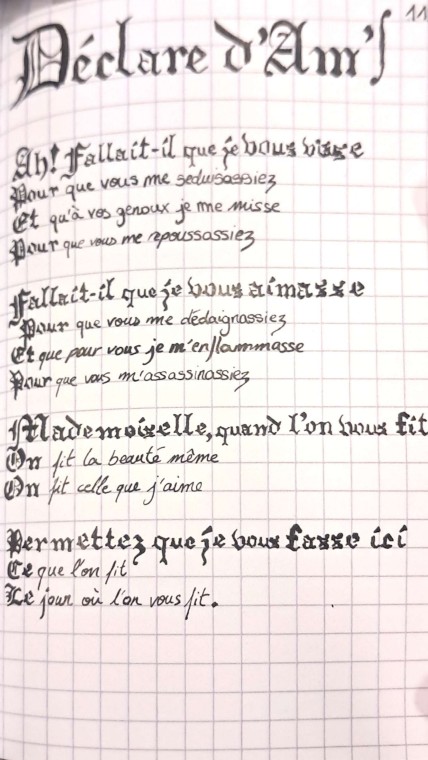 11
Déclare d'Am'
Ah! Fallait-il que je vous visse
Pour que vous me séduisassiez
Et qu'à vos genoux je me misse
Pour que vous me repoussassiez
Fallait-il que je vous aimasse
Pour que vous me dédaignassiez
Et que pour vous je m'enflammasse
Pour que vous m'assassinassiez
Mademoiselle, quand l'on vous fit
On fit la beauté même
On fit celle que j'aime
Permettez que je vous fasse ici
Ce que l'on fit
Le jour où l'on vous fit.